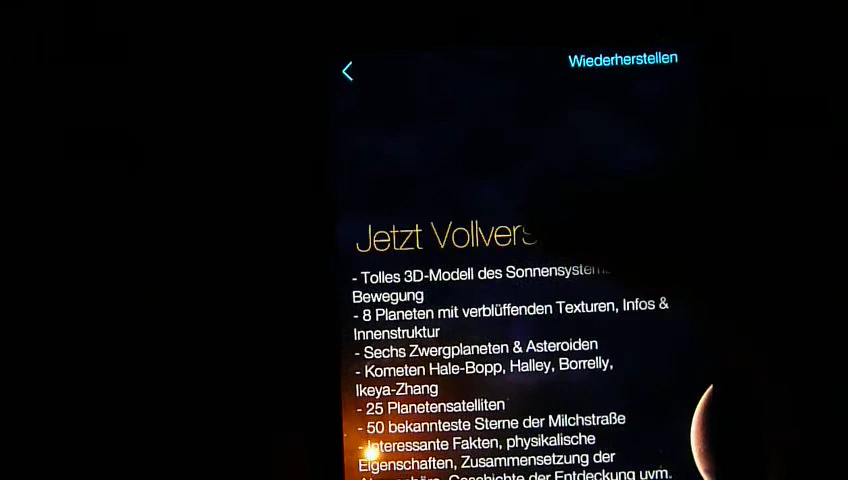 Wiederherstellen
Jetzt
- Tolles 3D-Modell des
Bewegung
- 8 Planeten mit verblüffenden Texturen, Infos &
Innenstruktur
- Sechs Zwergplaneten & Asteroiden
- Kometen Hale-Bopp, Halley, Borrelly,
Ikeya-Zhang
- 25 Planetensatelliten
- 50 bekannteste Sterne der Milchstraße
- Interessante Fakten, physikalische
Eigenschaften, Zusammensetzung der
Geschichte der Entdeckung uvm.